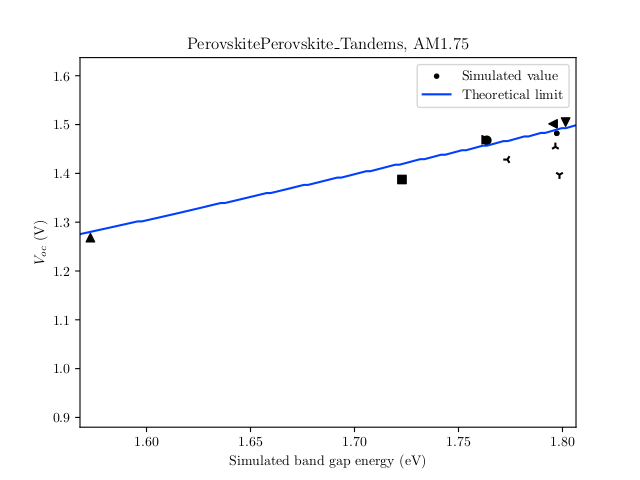 PerovskitePerovskite_Tandems, AM1.75
Simulated value
Theoretical limit
1.6
1.5
1.4
1.3
1.2
1.1
1.0
0.9
V_oc (V)
1.60 1.65 1.70 1.75 1.80
Simulated band gap energy (eV)